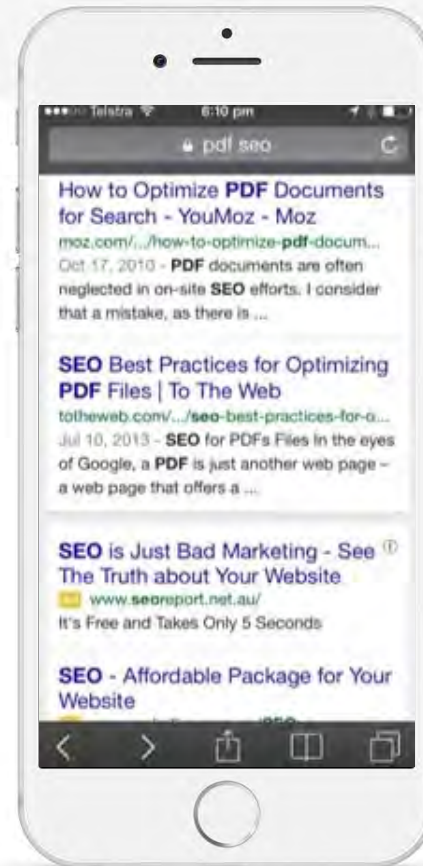 Telstra 6:10 pm
pdf seo
How to Optimize PDF Documents
for Search - YouMoz - Moz
moz.com/.../how-to-optimize-pdf-docum...
Oct 17, 2010 - PDF documents are often
neglected in on-site SEO efforts. I consider
that a mistake, as there is ...
SEO Best Practices for Optimizing
PDF Files | To The Web
totheweb.com/.../seo-best-practices-for-o...
Jul 10, 2013 - SEO for PDFs Files In the eyes
of Google, a PDF is just another web page –
a web page that offers a ...
SEO is Just Bad Marketing - See
The Truth about Your Website
Ad www.seoreport.net.au/
It's Free and Takes Only 5 Seconds
SEO - Affordable Package for Your
Website